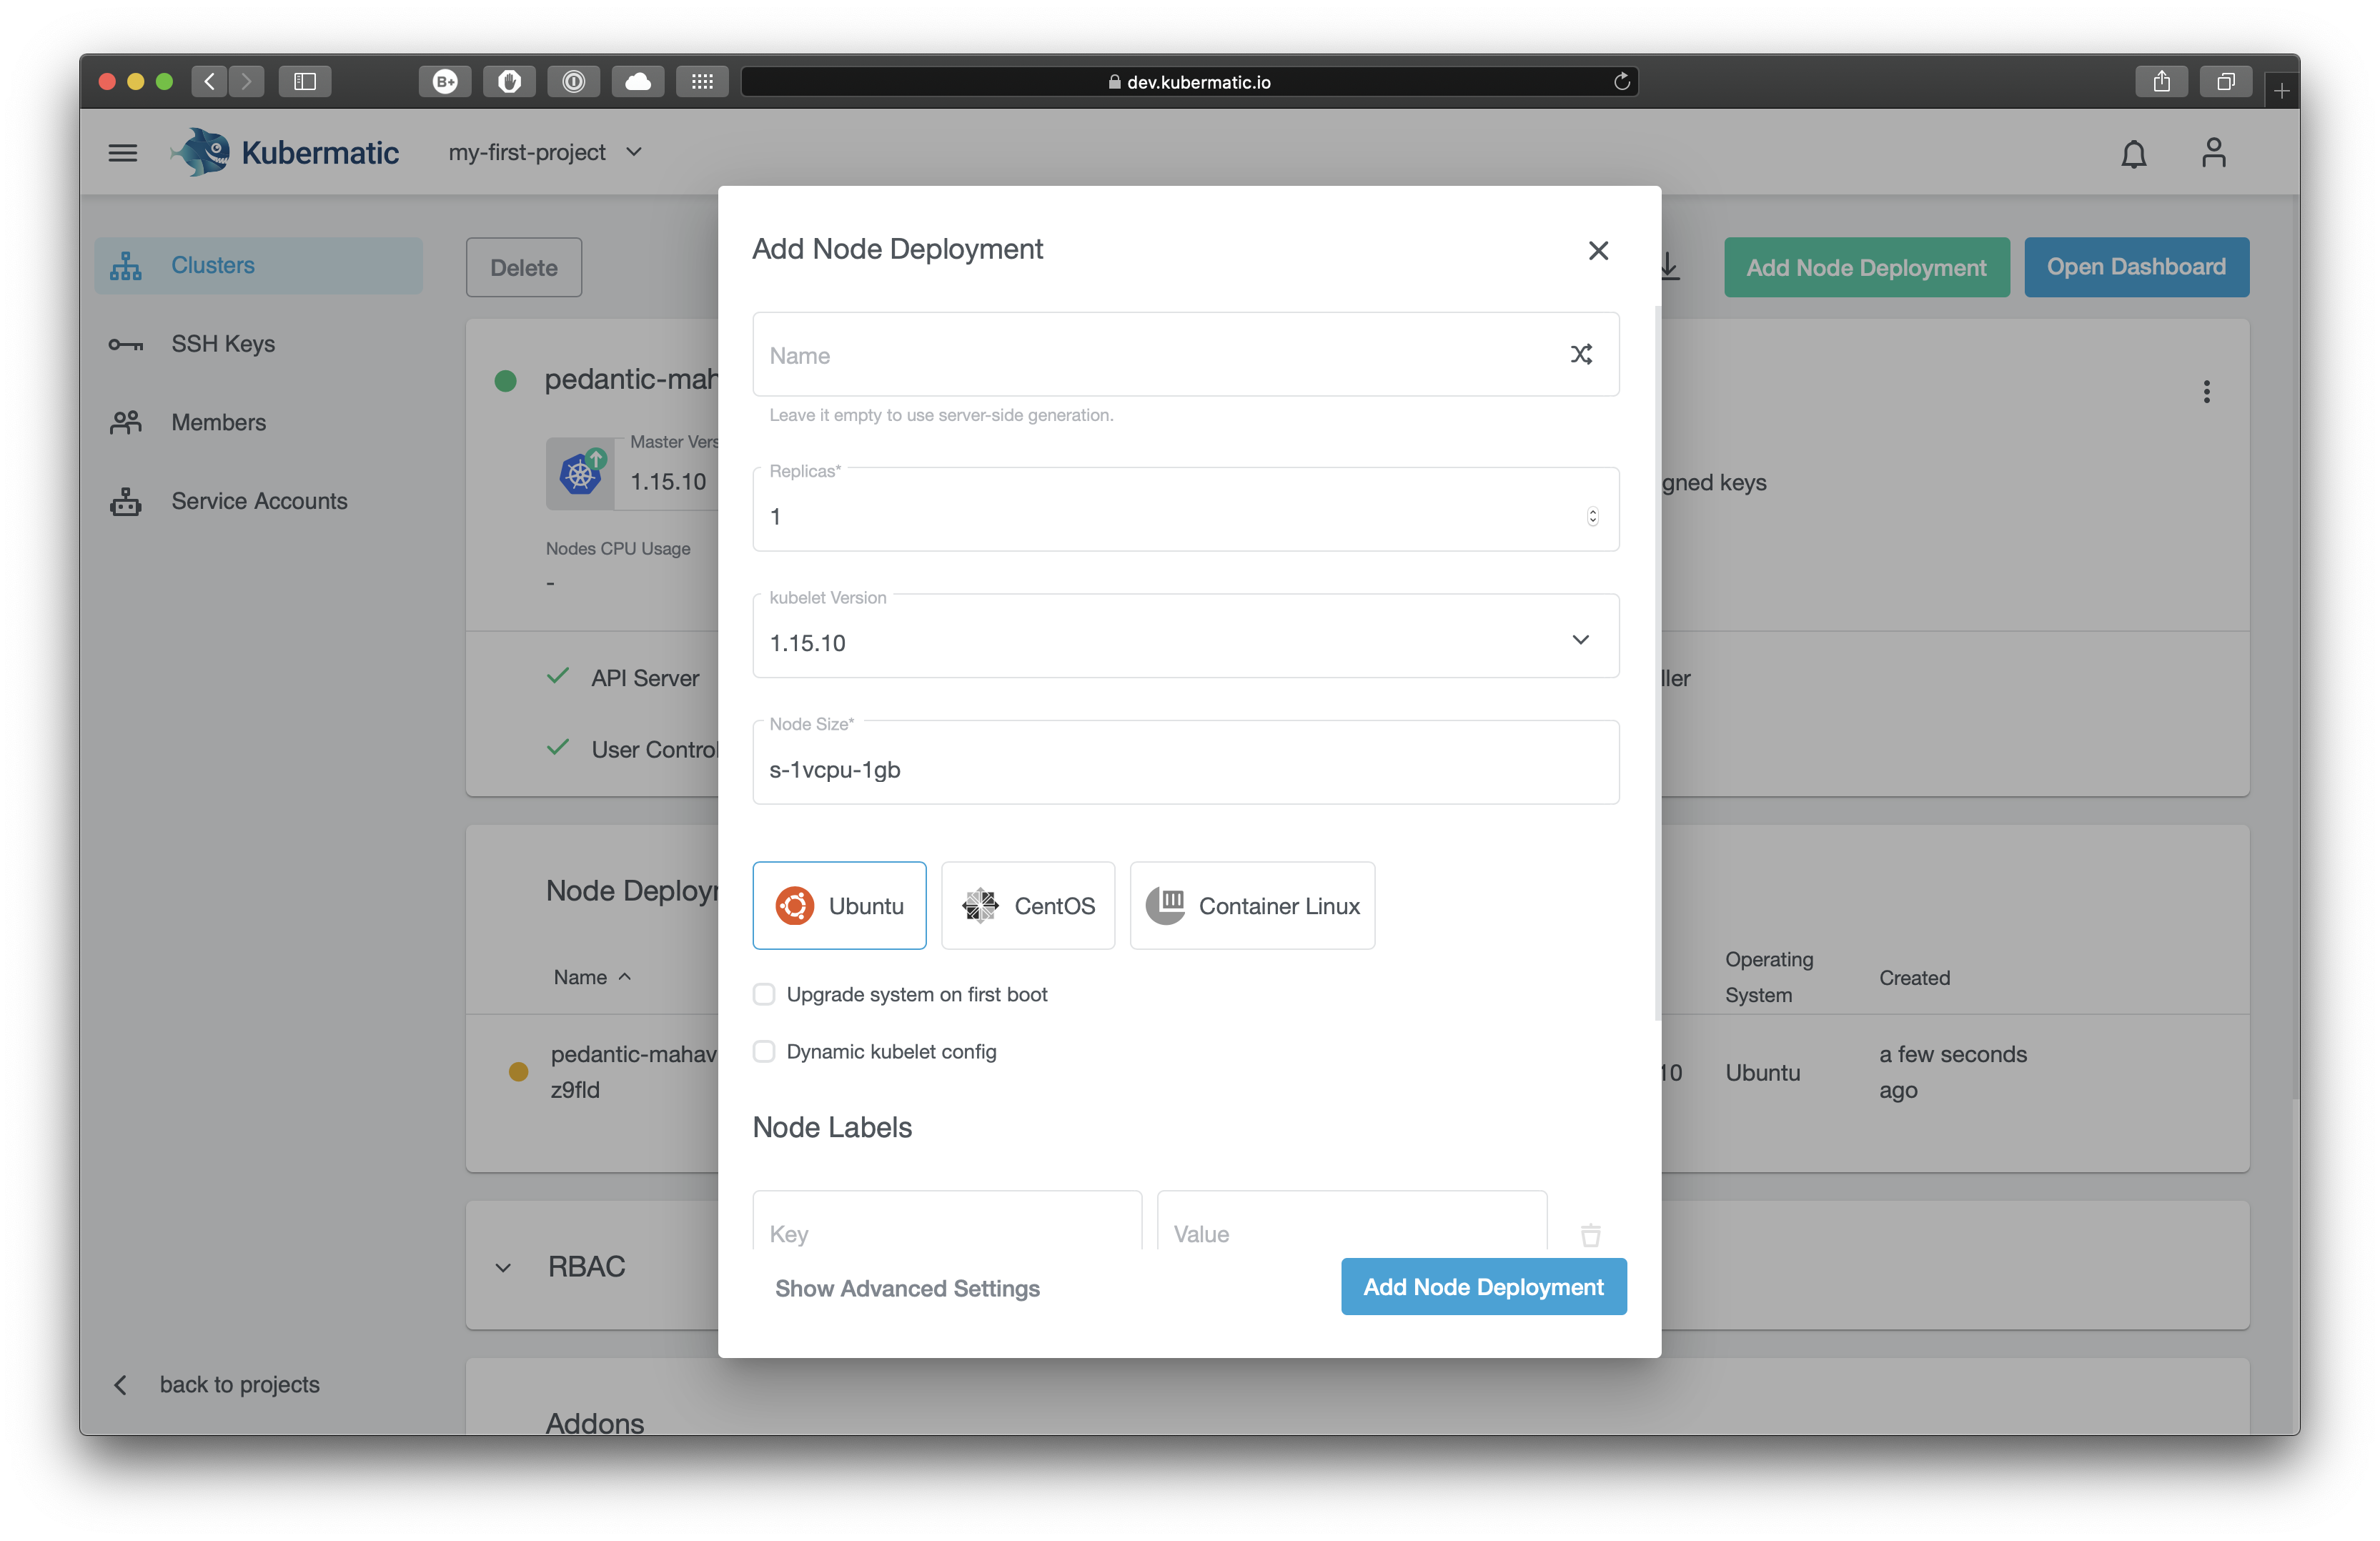 B+
dev.kubermatic.io
Kubermatic
my-first-project
Clusters
SSH Keys
Members
Service Accounts
back to projects
Delete
Add Node Deployment
Open Dashboard
pedantic-mah
Master Vers
1.15.10
gned keys
Nodes CPU Usage
-
API Server
ller
User Control
Node Deploy
Name
Operating
System
Created
pedantic-mahav
z9fld
10
Ubuntu
a few seconds
ago
RBAC
Addons
Add Node Deployment
Name
Leave it empty to use server-side generation.
Replicas*
1
kubelet Version
1.15.10
Node Size*
s-1vcpu-1gb
Ubuntu
CentOS
Container Linux
Upgrade system on first boot
Dynamic kubelet config
Node Labels
Key
Value
Show Advanced Settings
Add Node Deployment